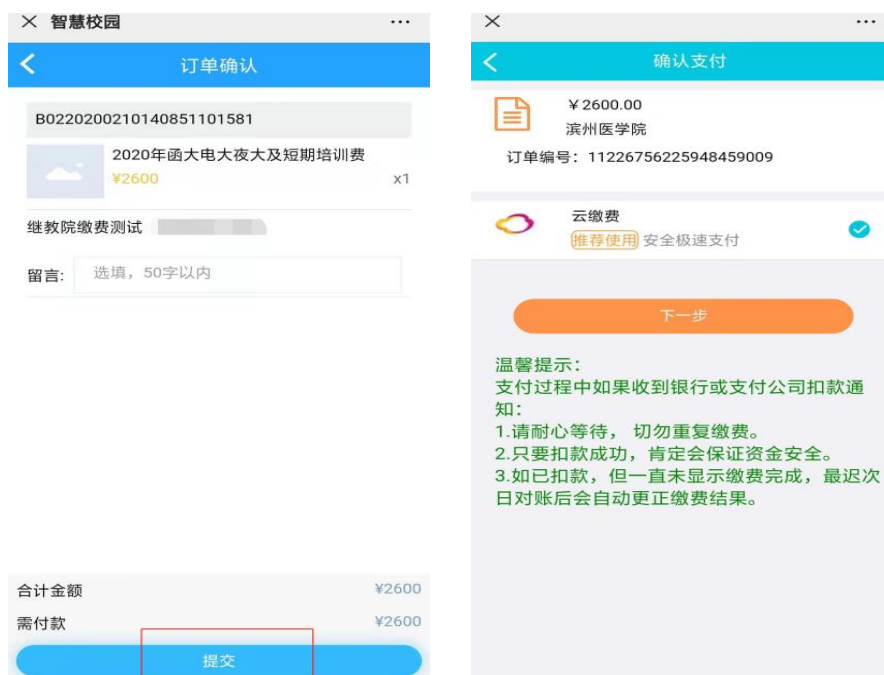 智慧校园
订单确认
B0220200210140851101581
2020年函大电大夜大及短期培训费
¥2600
x1
继教院缴费测试
留言:
选填，50字以内
合计金额
¥2600
需付款
¥2600
提交
确认支付
¥2600.00
滨州医学院
订单编号：11226756225948459009
云缴费
推荐使用 安全极速支付
下一步
温馨提示：
支付过程中如果收到银行或支付公司扣款通
知：
1.请耐心等待， 切勿重复缴费。
2.只要扣款成功，肯定会保证资金安全。
3.如已扣款，但一直未显示缴费完成，最迟次
日对账后会自动更正缴费结果。